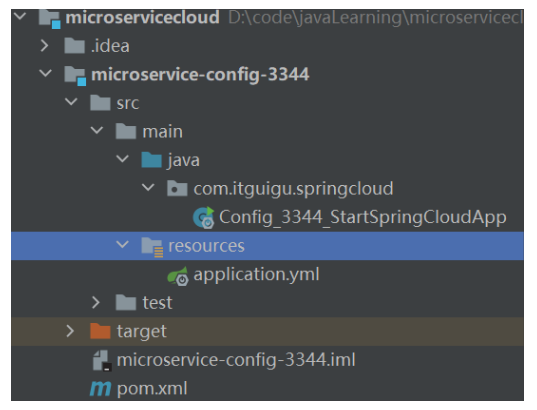 microservicecloud D:\code\javaLearning\microservicecl
.idea
microservice-config-3344
src
main
java
com.itguigu.springcloud
Config_3344_StartSpringCloudApp
resources
application.yml
test
target
microservice-config-3344.iml
pom.xml